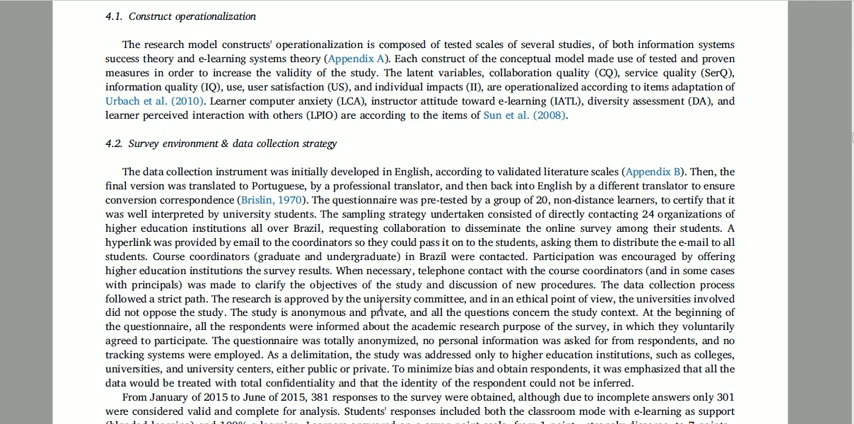 4.1. Construct operationalization
The research model constructs' operationalization is composed of tested scales of several studies, of both information systems
success theory and e-learning systems theory (Appendix A). Each construct of the conceptual model made use of tested and proven
measures in order to increase the validity of the study. The latent variables, collaboration quality (CQ), service quality (SerQ),
information quality (IQ), use, user satisfaction (US), and individual impacts (II), are operationalized according to items adaptation of
Urbach et al. (2010). Learner computer anxiety (LCA), instructor attitude toward e-learning (IATL), diversity assessment (DA), and
learner perceived interaction with others (LPIO) are according to the items of Sun et al. (2008).
4.2. Survey environment & data collection strategy
The data collection instrument was initially developed in English, according to validated literature scales (Appendix B). Then, the
final version was translated to Portuguese, by a professional translator, and then back into English by a different translator to ensure
conversion correspondence (Brislin, 1970). The questionnaire was pre-tested by a group of 20, non-distance learners, to certify that it
was well interpreted by university students. The sampling strategy undertaken consisted of directly contacting 24 organizations of
higher education institutions all over Brazil, requesting collaboration to disseminate the online survey among their students. A
hyperlink was provided by email to the coordinators so they could pass it on to the students, asking them to distribute the e-mail to all
students. Course coordinators (graduate and undergraduate) in Brazil were contacted. Participation was encouraged by offering
higher education institutions the survey results. When necessary, telephone contact with the course coordinators (and in some cases
with principals) was made to clarify the objectives of the study and discussion of new procedures. The data collection process
followed a strict path. The research is approved by the university committee, and in an ethical point of view, the universities involved
did not oppose the study. The study is anonymous and private, and all the questions concern the study context. At the beginning of
the questionnaire, all the respondents were informed about the academic research purpose of the survey, in which they voluntarily
agreed to participate. The questionnaire was totally anonymized, no personal information was asked for from respondents, and no
tracking systems were employed. As a delimitation, the study was addressed only to higher education institutions, such as colleges,
universities, and university centers, either public or private. To minimize bias and obtain respondents, it was emphasized that all the
data would be treated with total confidentiality and that the identity of the respondent could not be inferred.
From January of 2015 to June of 2015, 381 responses to the survey were obtained, although due to incomplete answers only 301
were considered valid and complete for analysis. Students' responses included both the classroom mode with e-learning as support